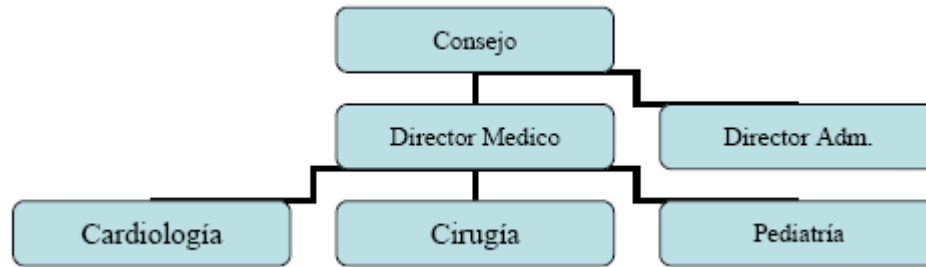 Consejo
Director Medico
Director Adm.
Cardiología
Cirugía
Pediatría